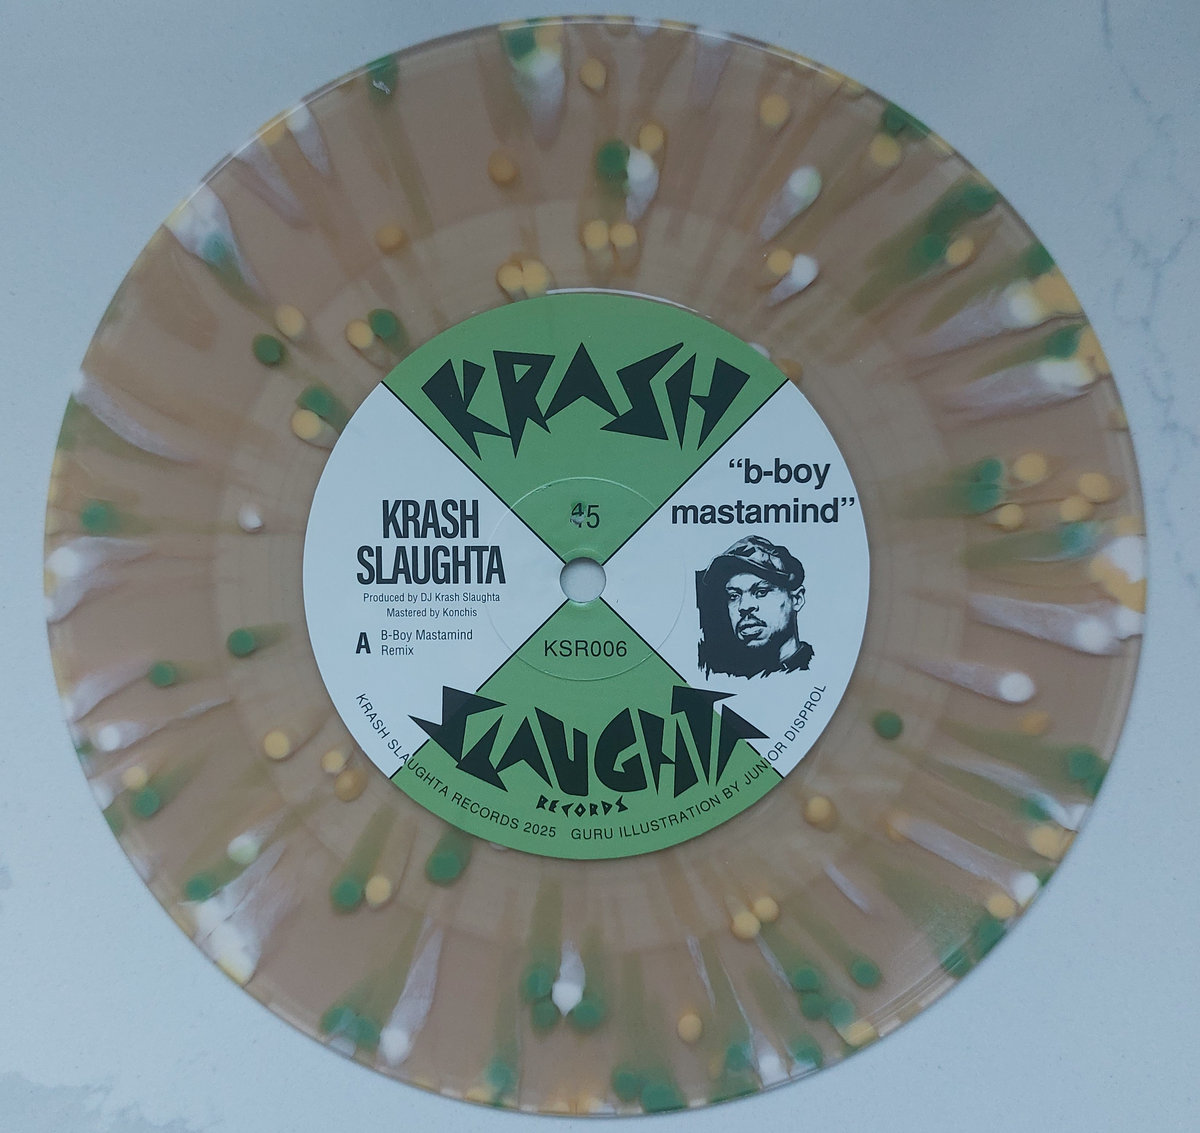 KRASH
"b-boy
mastamind"
45
KRASH
SLAUGHTA
Produced by DJ Krash Slaughta
Mastered by Konchis
A B-Boy Mastamind
Remix
KSR006
SLAUGHTA
RECORDS
KRASH SLAUGHTA RECORDS 2025 GURU ILLUSTRATION BY JUNIOR DISPROL